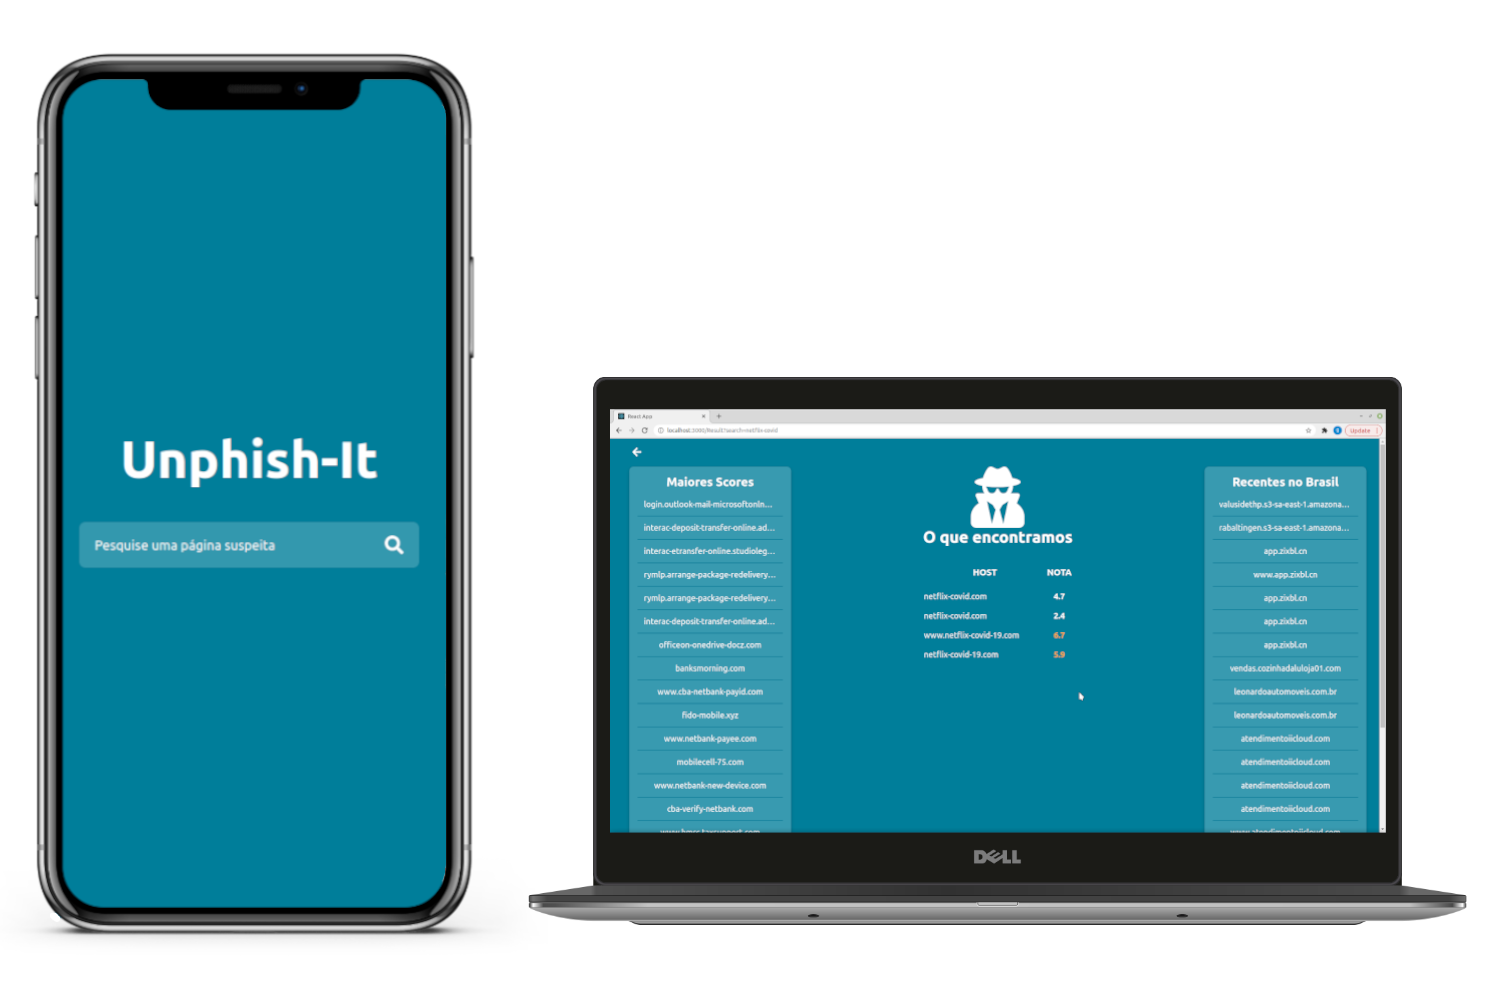 Unphish-It
Pesquise uma página suspeita
React App
localhost:3000/Result?search=netflix-covid
Update
Maiores Scores
login.outlook-mail-microsoftonln...
interac-deposit-transfer-online.ad...
interac-etransfer-online.studioleg...
rymlp.arrange-package-redelivery...
rymlp.arrange-package-redelivery...
interac-deposit-transfer-online.ad...
officeon-onedrive-docz.com
banksmorning.com
www.cba-netbank-payid.com
fido-mobile.xyz
www.netbank-payee.com
mobilecell-75.com
www.netbank-new-device.com
cba-verify-netbank.com
O que encontramos
HOST NOTA
netflix-covid.com 4.7
netflix-covid.com 2.4
www.netflix-covid-19.com 6.7
netflix-covid-19.com 5.9
Recentes no Brasil
valusidethp.s3-sa-east-1.amazona...
rabaltingen.s3-sa-east-1.amazona...
app.zixbl.cn
www.app.zixbl.cn
app.zixbl.cn
app.zixbl.cn
app.zixbl.cn
vendas.cozinhadaluloja01.com
leonardoautomoveis.com.br
leonardoautomoveis.com.br
atendimentoiicloud.com
atendimentoiicloud.com
atendimentoiicloud.com
atendimentoiicloud.com
DELL